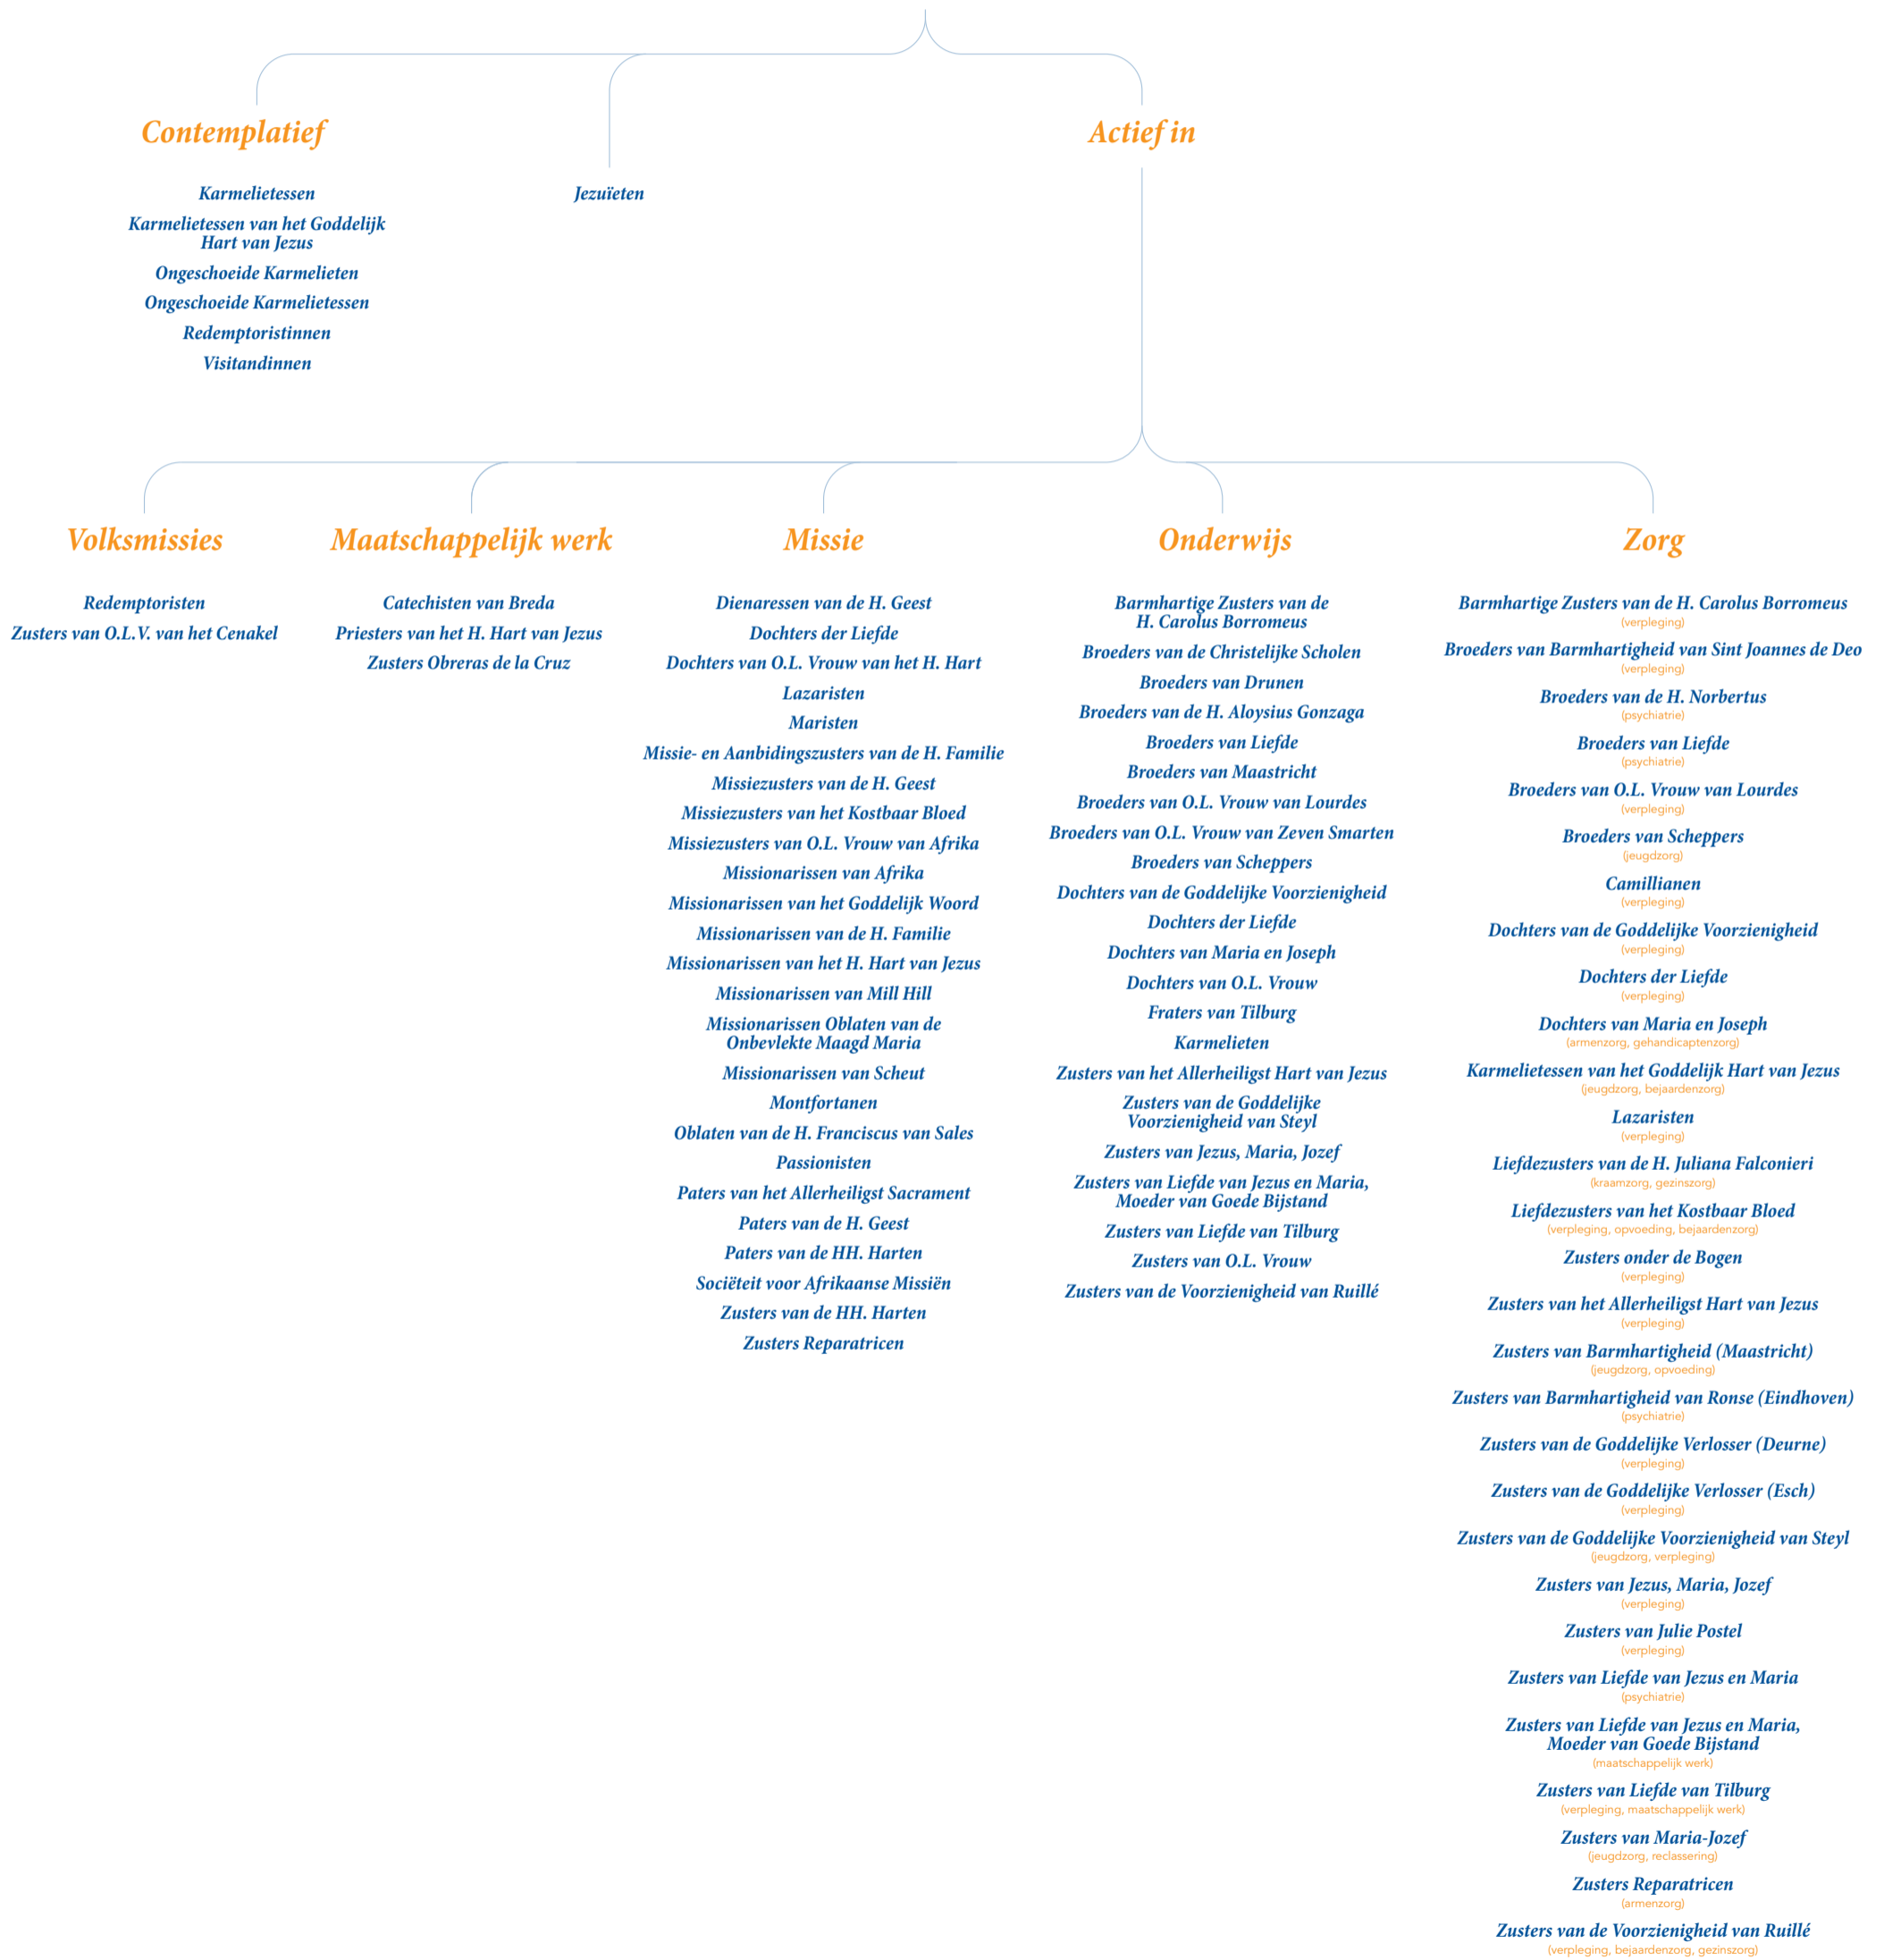 Contemplatief
Karmelietessen
Karmelietessen van het Goddelijk
Hart van Jezus
Ongeschoeide Karmelieten
Ongeschoeide Karmelietessen
Redemptoristinnen
Visitandinnen
Jezuïeten
Actief in
Volksmissies
Redemptoristen
Zusters van O.L.V. van het Cenakel
Maatschappelijk werk
Catechisten van Breda
Priesters van het H. Hart van Jezus
Zusters Obreras de la Cruz
Missie
Dienaressen van de H. Geest
Dochters der Liefde
Dochters van O.L. Vrouw van het H. Hart
Lazaristen
Maristen
Missie- en Aanbidingszusters van de H. Familie
Missiezusters van de H. Geest
Missiezusters van het Kostbaar Bloed
Missiezusters van O.L. Vrouw van Afrika
Missionarissen van Afrika
Missionarissen van het Goddelijk Woord
Missionarissen van de H. Familie
Missionarissen van het H. Hart van Jezus
Missionarissen van Mill Hill
Missionarissen Oblaten van de
Onbevlekte Maagd Maria
Missionarissen van Scheut
Montfortanen
Oblaten van de H. Franciscus van Sales
Passionisten
Paters van het Allerheiligst Sacrament
Paters van de H. Geest
Paters van de HH. Harten
Sociëteit voor Afrikaanse Missiën
Zusters van de HH. Harten
Zusters Reparatricen
Onderwijs
Barmhartige Zusters van de
H. Carolus Borromeus
Broeders van de Christelijke Scholen
Broeders van Drunen
Broeders van de H. Aloysius Gonzaga
Broeders van Liefde
Broeders van Maastricht
Broeders van O.L. Vrouw van Lourdes
Broeders van O.L. Vrouw van Zeven Smarten
Broeders van Scheppers
Dochters van de Goddelijke Voorzienigheid
Dochters der Liefde
Dochters van Maria en Joseph
Dochters van O.L. Vrouw
Fraters van Tilburg
Karmelieten
Zusters van het Allerheiligst Hart van Jezus
Zusters van de Goddelijke
Voorzienigheid van Steyl
Zusters van Jezus, Maria, Jozef
Zusters van Liefde van Jezus en Maria,
Moeder van Goede Bijstand
Zusters van Liefde van Tilburg
Zusters van O.L. Vrouw
Zusters van de Voorzienigheid van Ruillé
Zorg
Barmhartige Zusters van de H. Carolus Borromeus
(verpleging)
Broeders van Barmhartigheid van Sint Joannes de Deo
(verpleging)
Broeders van de H. Norbertus
(psychiatrie)
Broeders van Liefde
(psychiatrie)
Broeders van O.L. Vrouw van Lourdes
(verpleging)
Broeders van Scheppers
(jeugdzorg)
Camillianen
(verpleging)
Dochters van de Goddelijke Voorzienigheid
(verpleging)
Dochters der Liefde
(verpleging)
Dochters van Maria en Joseph
(armenzorg, gehandicaptenzorg)
Karmelietessen van het Goddelijk Hart van Jezus
(jeugdzorg, bejaardenzorg)
Lazaristen
(verpleging)
Liefdezusters van de H. Juliana Falconieri
(kraamzorg, gezinszorg)
Liefdezusters van het Kostbaar Bloed
(verpleging, opvoeding, bejaardenzorg)
Zusters onder de Bogen
(verpleging)
Zusters van het Allerheiligst Hart van Jezus
(verpleging)
Zusters van Barmhartigheid (Maastricht)
(jeugdzorg, opvoeding)
Zusters van Barmhartigheid van Ronse (Eindhoven)
(psychiatrie)
Zusters van de Goddelijke Verlosser (Deurne)
(verpleging)
Zusters van de Goddelijke Verlosser (Esch)
(verpleging)
Zusters van de Goddelijke Voorzienigheid van Steyl
(jeugdzorg, verpleging)
Zusters van Jezus, Maria, Jozef
(verpleging)
Zusters van Julie Postel
(verpleging)
Zusters van Liefde van Jezus en Maria
(psychiatrie)
Zusters van Liefde van Jezus en Maria,
Moeder van Goede Bijstand
(maatschappelijk werk)
Zusters van Liefde van Tilburg
(verpleging, maatschappelijk werk)
Zusters van Maria-Jozef
(jeugdzorg, reclassering)
Zusters Reparatricen
(armenzorg)
Zusters van de Voorzienigheid van Ruillé
(verpleging, bejaardenzorg, gezinszorg)